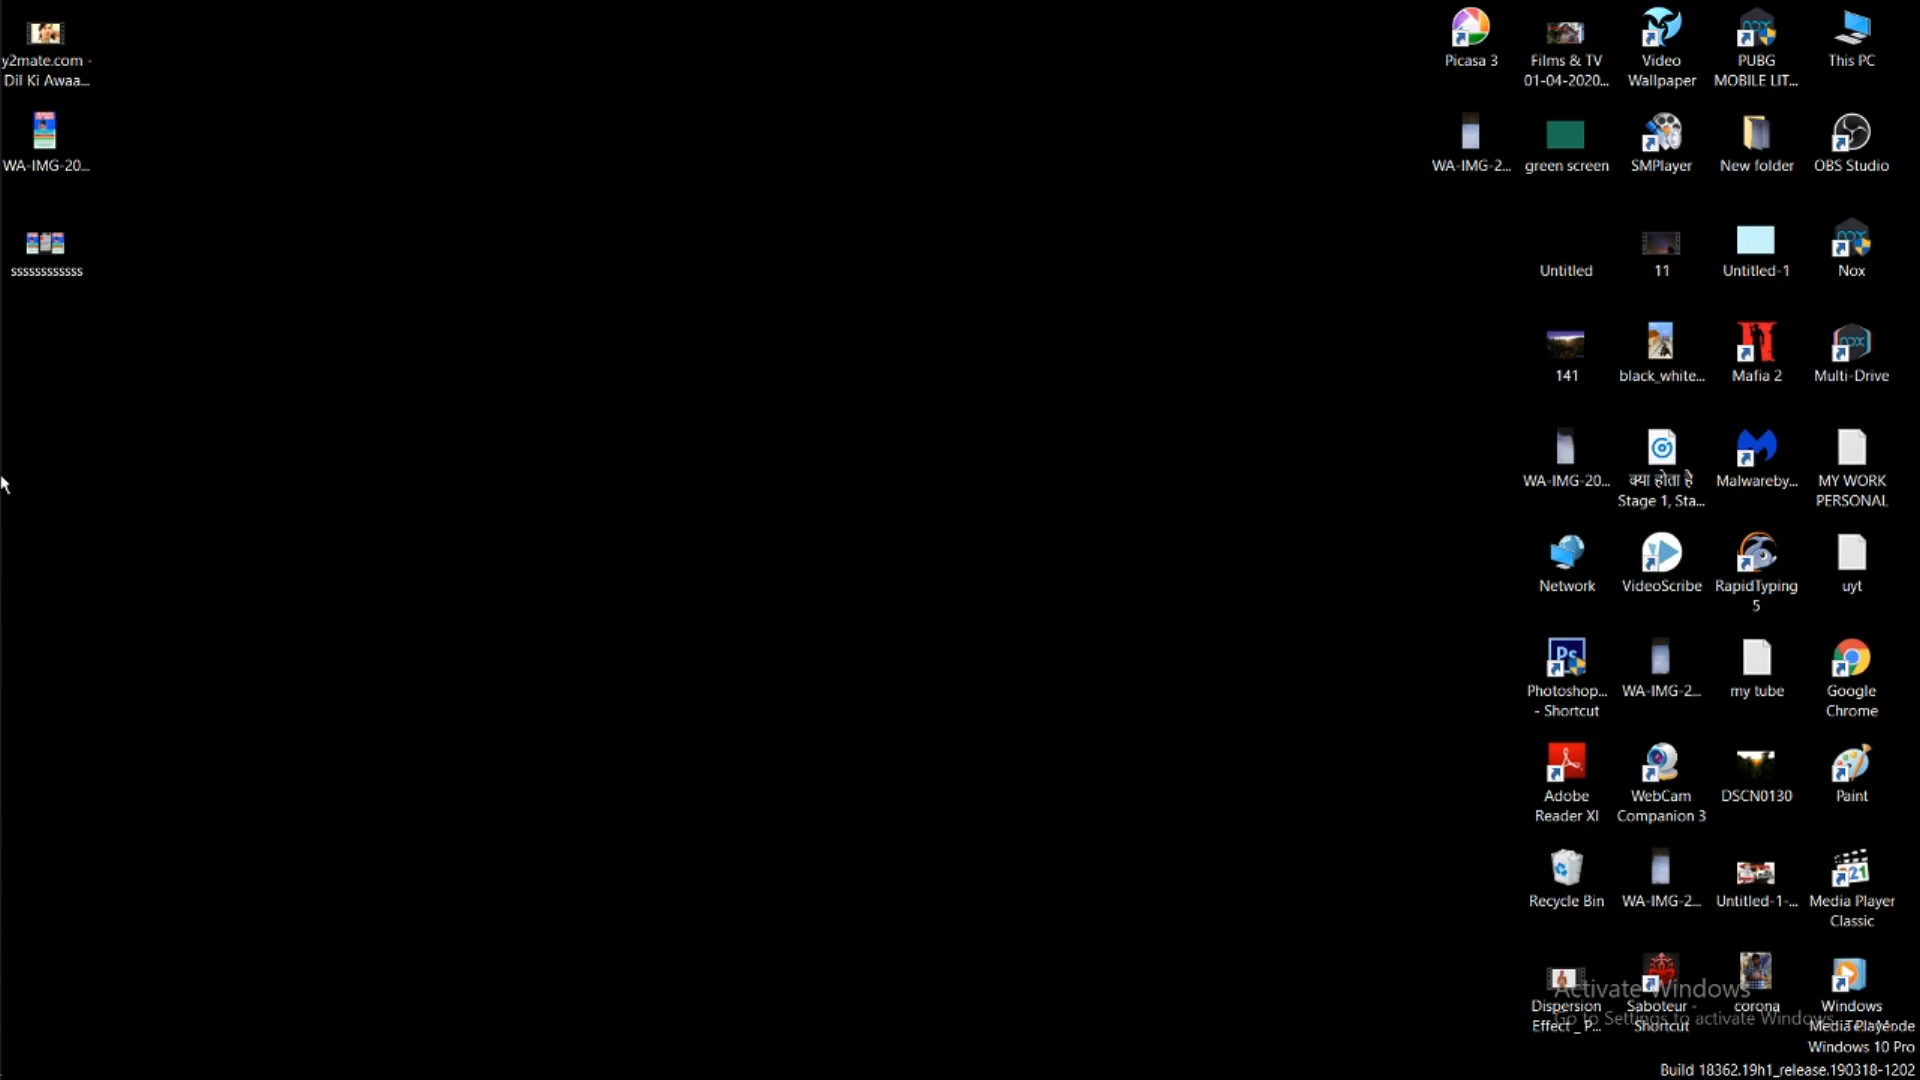 y2mate.com -
Dil Ki Awaa...
WA-IMG-20...
ssssssssssss
Picasa 3
Films & TV
01-04-2020...
Video
Wallpaper
PUBG
MOBILE LIT...
This PC
WA-IMG-2...
green screen
SMPlayer
New folder
OBS Studio
Untitled
11
Untitled-1
Nox
141
black_white...
Mafia 2
Multi-Drive
WA-IMG-20...
क्या होता है
Stage 1, Sta...
Malwareby...
MY WORK
PERSONAL
Network
VideoScribe
RapidTyping
5
uyt
Photoshop...
- Shortcut
WA-IMG-2...
my tube
Google
Chrome
Adobe
Reader XI
WebCam
Companion 3
DSCN0130
Paint
Recycle Bin
WA-IMG-2...
Untitled-1-...
Media Player
Classic
Dispersion
Effect _ P...
Saboteur -
Shortcut
corona
Windows
Media Player
Activate Windows
Go to Settings to activate Windows.
Test Mode
Windows 10 Pro
Build 18362.19h1_release.190318-1202